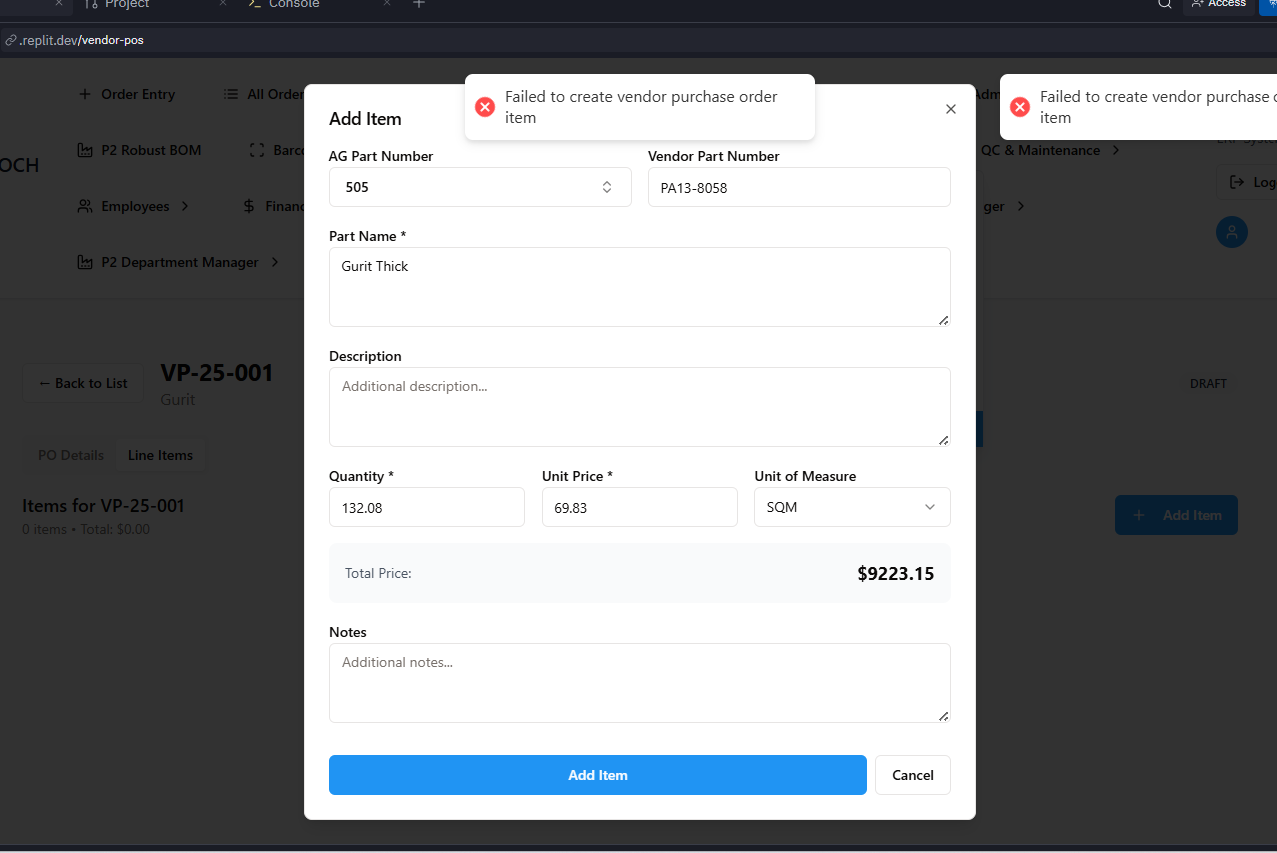 Project
Console
Access
.replit.dev/vendor-pos
Order Entry
All Order
Failed to create vendor purchase order
item
Failed to create vendor purchase
item
Add Item
OCH
P2 Robust BOM
QC & Maintenance
AG Part Number
Vendor Part Number
505
PA13-8058
Employees
Financ
ger
Part Name *
Gurit Thick
P2 Department Manager
Description
Additional description...
← Back to List
VP-25-001
Gurit
DRAFT
PO Details
Line Items
Items for VP-25-001
0 items • Total: $0.00
Add Item
Quantity *
Unit Price *
Unit of Measure
132.08
69.83
SQM
Total Price:
$9223.15
Notes
Additional notes...
Add Item
Cancel